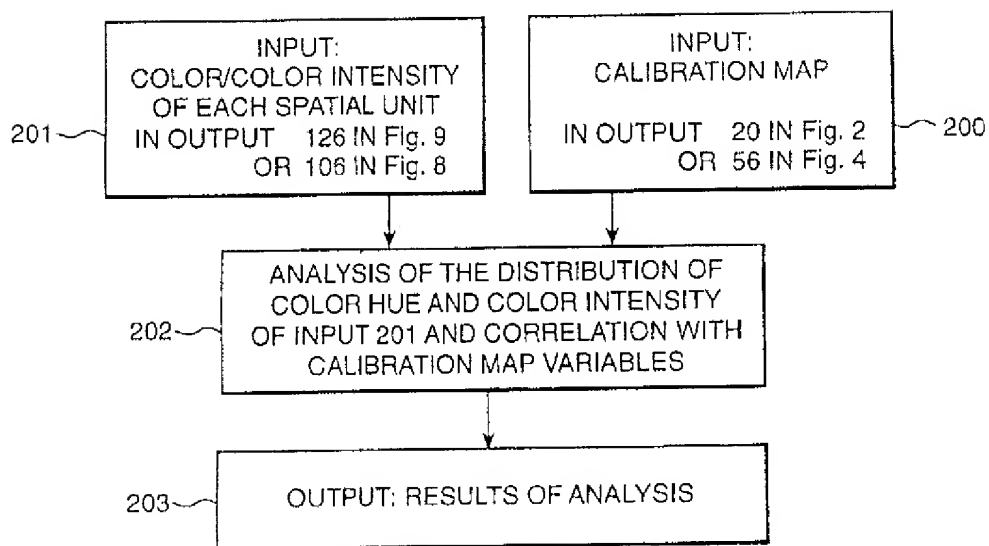 INPUT:
COLOR/COLOR INTENSITY
OF EACH SPATIAL UNIT
IN OUTPUT 126 IN Fig. 9
OR 106 IN Fig. 8
201
INPUT:
CALIBRATION MAP
IN OUTPUT 20 IN Fig. 2
OR 56 IN Fig. 4
200
ANALYSIS OF THE DISTRIBUTION OF
COLOR HUE AND COLOR INTENSITY
OF INPUT 201 AND CORRELATION WITH
CALIBRATION MAP VARIABLES
202
OUTPUT: RESULTS OF ANALYSIS
203